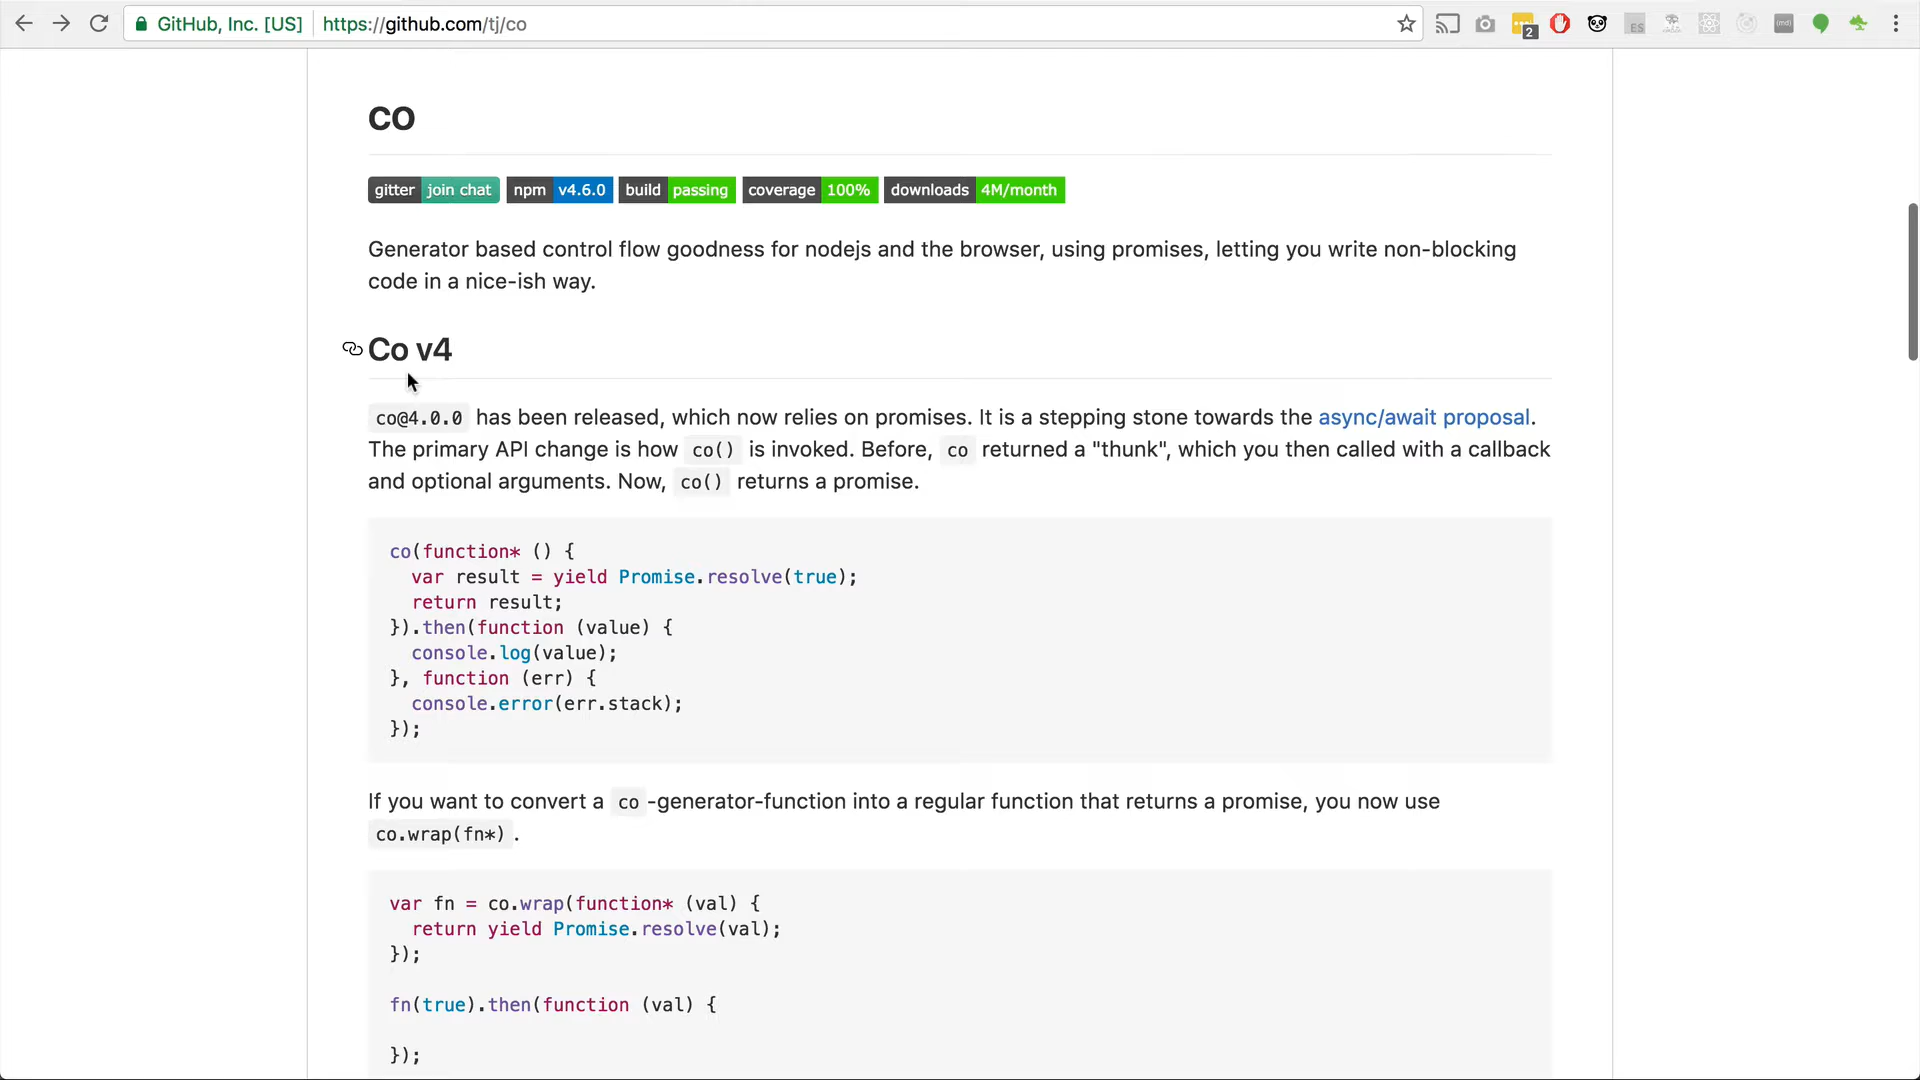 GitHub, Inc. [US] https://github.com/tj/co
2
ES
co
gitter join chat npm v4.6.0 build passing coverage 100% downloads 4M/month
Generator based control flow goodness for nodejs and the browser, using promises, letting you write non-blocking
code in a nice-ish way.
Co v4
co@4.0.0 has been released, which now relies on promises. It is a stepping stone towards the async/await proposal.
The primary API change is how co() is invoked. Before, co returned a "thunk", which you then called with a callback
and optional arguments. Now, co() returns a promise.
co(function* () {
  var result = yield Promise.resolve(true);
  return result;
}).then(function (value) {
  console.log(value);
}, function (err) {
  console.error(err.stack);
});
If you want to convert a co -generator-function into a regular function that returns a promise, you now use
co.wrap(fn*) .
var fn = co.wrap(function* (val) {
  return yield Promise.resolve(val);
});
fn(true).then(function (val) {
});